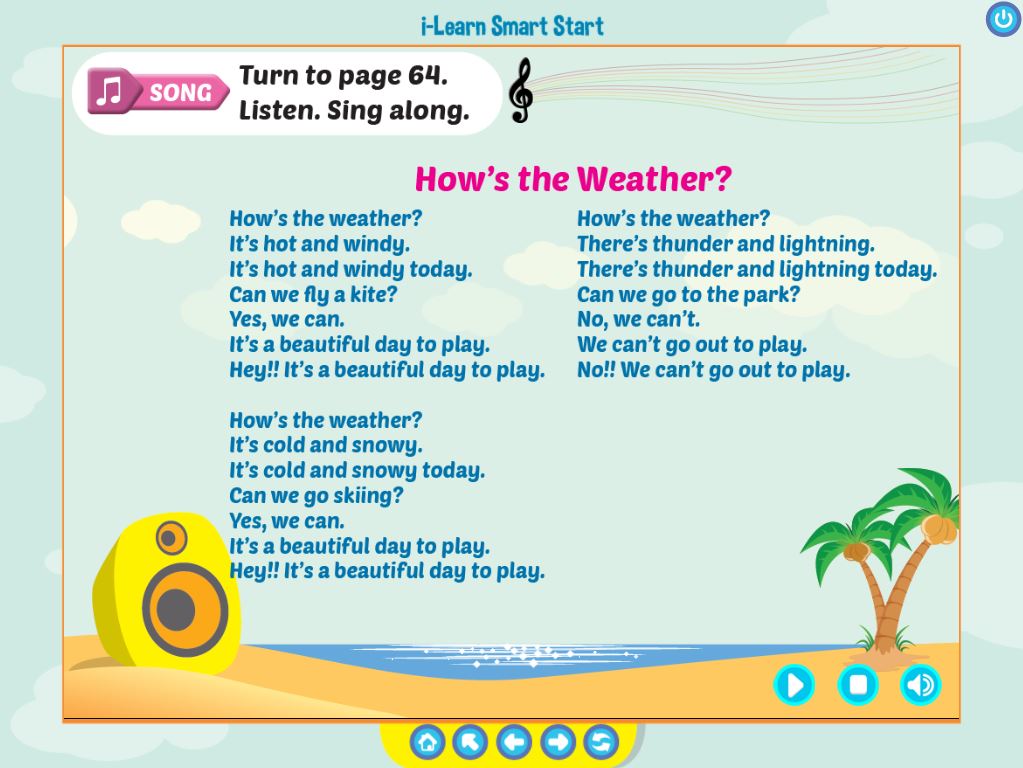 i-Learn Smart Start
SONG
Turn to page 64.
Listen. Sing along.
How's the Weather?
How's the weather?
It's hot and windy.
It's hot and windy today.
Can we fly a kite?
Yes, we can.
It's a beautiful day to play.
Hey!! It's a beautiful day to play.
How's the weather?
It's cold and snowy.
It's cold and snowy today.
Can we go skiing?
Yes, we can.
It's a beautiful day to play.
Hey!! It's a beautiful day to play.
How's the weather?
There's thunder and lightning.
There's thunder and lightning today.
Can we go to the park?
No, we can't.
We can't go out to play.
No!! We can't go out to play.